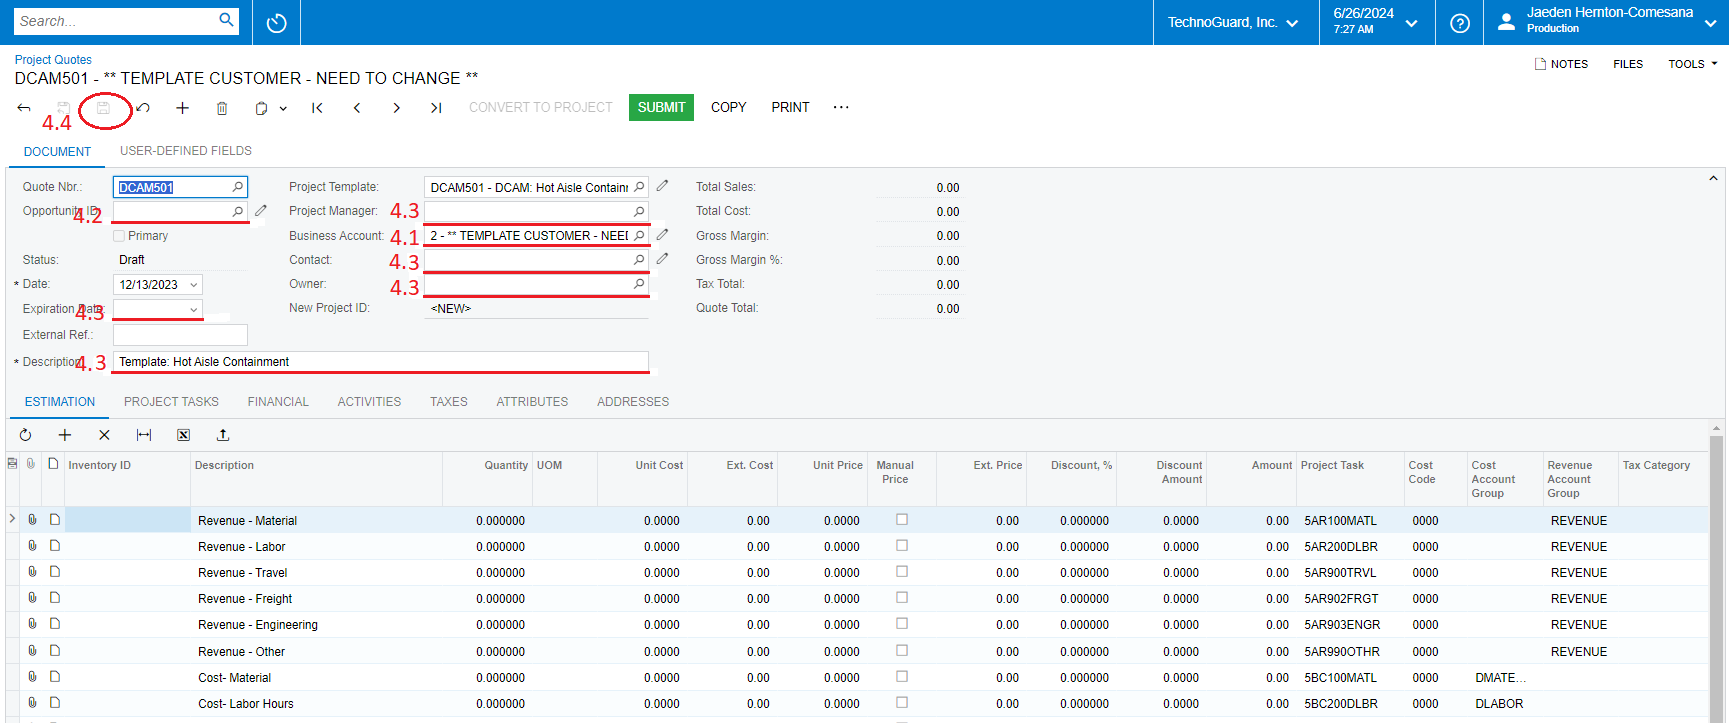 Search...
TechnoGuard, Inc.
6/26/2024
7:27 AM
Jaeden Hernton-Comesana
Production
Project Quotes
DCAM501 - ** TEMPLATE CUSTOMER - NEED TO CHANGE **
NOTES FILES TOOLS
4.4
CONVERT TO PROJECT SUBMIT COPY PRINT ...
DOCUMENT USER-DEFINED FIELDS
Quote Nbr.: DCAM501 Project Template: DCAM501 - DCAM: Hot Aisle Containm Total Sales: 0.00
Opportunity ID: 4.2 Project Manager: 4.3 Total Cost: 0.00
Primary Business Account: 4.1 2 - ** TEMPLATE CUSTOMER - NEED Gross Margin: 0.00
Status: Draft Contact: 4.3 Gross Margin %: 0.00
* Date: 12/13/2023 Owner: 4.3 Tax Total: 0.00
Expiration Date: 4.3 New Project ID: <NEW> Quote Total: 0.00
External Ref.:
* Description: 4.3 Template: Hot Aisle Containment
ESTIMATION PROJECT TASKS FINANCIAL ACTIVITIES TAXES ATTRIBUTES ADDRESSES
Inventory ID Description Quantity UOM Unit Cost Ext. Cost Unit Price Manual Price Ext. Price Discount, % Discount Amount Amount Project Task Cost Code Cost Account Group Revenue Account Group Tax Category
Revenue - Material 0.000000 0.0000 0.00 0.0000 0.00 0.000000 0.00 0.00 5AR100MATL 0000 REVENUE
Revenue - Labor 0.000000 0.0000 0.00 0.0000 0.00 0.000000 0.00 0.00 5AR200DLBR 0000 REVENUE
Revenue - Travel 0.000000 0.0000 0.00 0.0000 0.00 0.000000 0.00 0.00 5AR900TRVL 0000 REVENUE
Revenue - Freight 0.000000 0.0000 0.00 0.0000 0.00 0.000000 0.00 0.00 5AR902FRGT 0000 REVENUE
Revenue - Engineering 0.000000 0.0000 0.00 0.0000 0.00 0.000000 0.00 0.00 5AR903ENGR 0000 REVENUE
Revenue - Other 0.000000 0.0000 0.00 0.0000 0.00 0.000000 0.00 0.00 5AR990OTHR 0000 REVENUE
Cost- Material 0.000000 0.0000 0.00 0.0000 0.00 0.000000 0.00 0.00 5BC100MATL 0000 DMATE...
Cost- Labor Hours 0.000000 0.0000 0.00 0.0000 0.00 0.000000 0.00 0.00 5BC200DLBR 0000 DLABOR